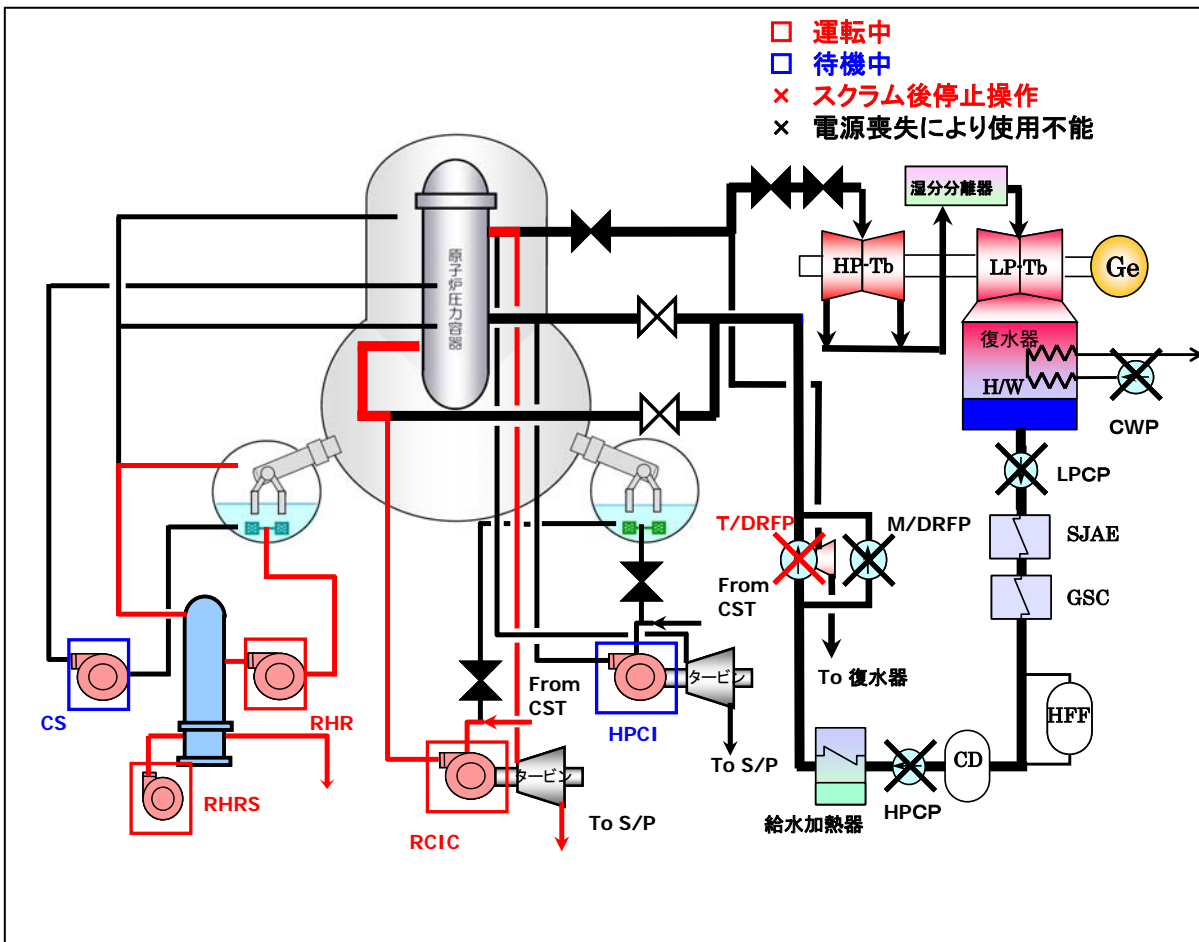 □ 運転中
□ 待機中
× スクラム後停止操作
× 電源喪失により使用不能
湿分分離器
HP-Tb
LP-Tb
Ge
原子炉圧力容器
復水器
H/W
CWP
LPCP
T/DRFP
M/DRFP
SJAE
From
CST
GSC
To 復水器
CS
RHR
From
CST
HPCI
タービン
HFF
RHRS
RCIC
タービン
To S/P
To S/P
CD
給水加熱器
HPCP